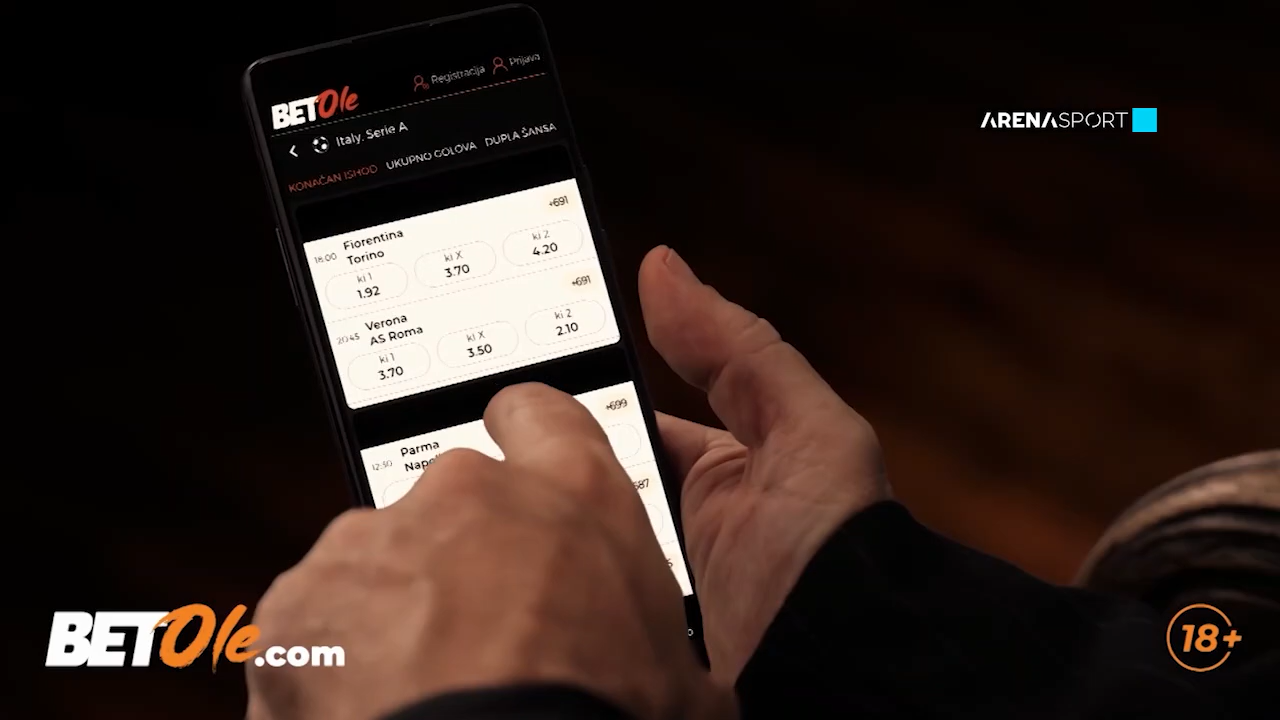 BETOle
Registracija
Prijava
Italy. Serie A
KONAČAN ISHOD UKUPNO GOLOVA DUPLA ŠANSA
+691
18:00 Fiorentina
Torino
ki 1 ki X ki 2
1.92 3.70 4.20
+691
20:45 Verona
AS Roma
ki 1 ki X ki 2
3.70 3.50 2.10
+699
12:30 Parma
ARENASPORT
BETOle.com
18+